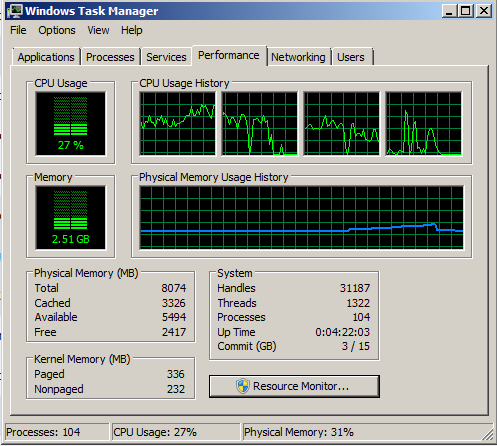 Windows Task Manager
File Options View Help
Applications Processes Services Performance Networking Users
CPU Usage
27 %
CPU Usage History
Memory
2.51 GB
Physical Memory Usage History
Physical Memory (MB)
Total 8074
Cached 3326
Available 5494
Free 2417
Kernel Memory (MB)
Paged 336
Nonpaged 232
System
Handles 31187
Threads 1322
Processes 104
Up Time 0:04:22:03
Commit (GB) 3 / 15
Resource Monitor...
Processes: 104 CPU Usage: 27% Physical Memory: 31%